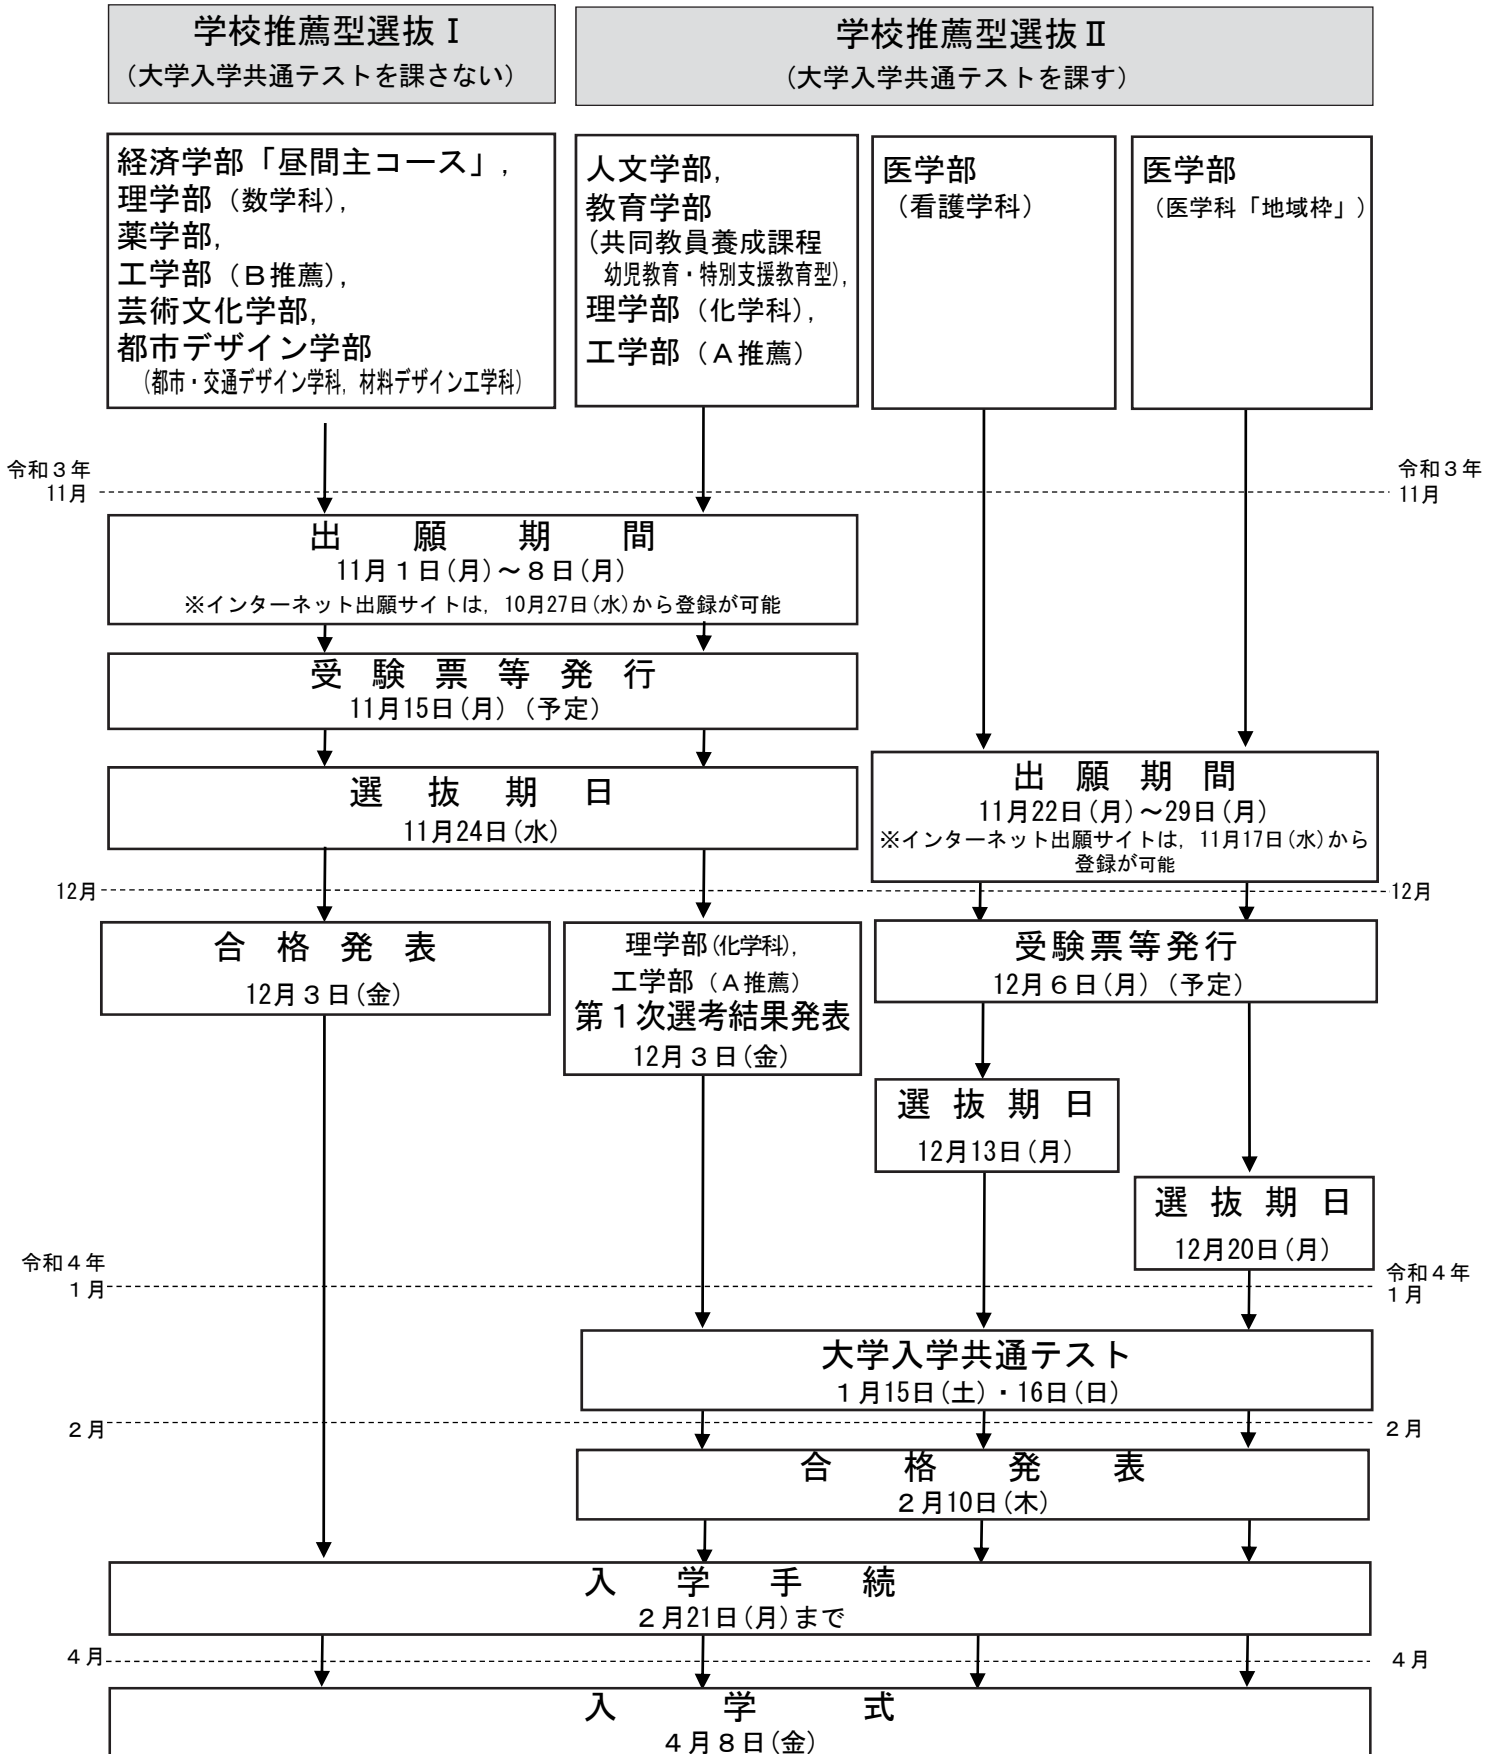 学校推薦型選抜Ⅰ
(大学入学共通テストを課さない)
学校推薦型選抜Ⅱ
(大学入学共通テストを課す)
経済学部「昼間主コース」,
理学部(数学科),
薬学部,
工学部(B推薦),
芸術文化学部,
都市デザイン学部
(都市・交通デザイン学科, 材料デザイン工学科)
人文学部,
教育学部
(共同教員養成課程
幼児教育・特別支援教育型),
理学部(化学科),
工学部(A推薦)
医学部
(看護学科)
医学部
(医学科「地域枠」)
令和3年
11月
令和3年
11月
出願期間
11月1日(月)~8日(月)
※インターネット出願サイトは, 10月27日(水)から登録が可能
受験票等発行
11月15日(月)(予定)
選抜期日
11月24日(水)
出願期間
11月22日(月)~29日(月)
※インターネット出願サイトは, 11月17日(水)から
登録が可能
12月
12月
合格発表
12月3日(金)
理学部(化学科),
工学部(A推薦)
第1次選考結果発表
12月3日(金)
受験票等発行
12月6日(月)(予定)
選抜期日
12月13日(月)
選抜期日
12月20日(月)
令和4年
1月
令和4年
1月
大学入学共通テスト
1月15日(土)・16日(日)
2月
2月
合格発表
2月10日(木)
入学手続
2月21日(月)まで
4月
4月
入学式
4月8日(金)